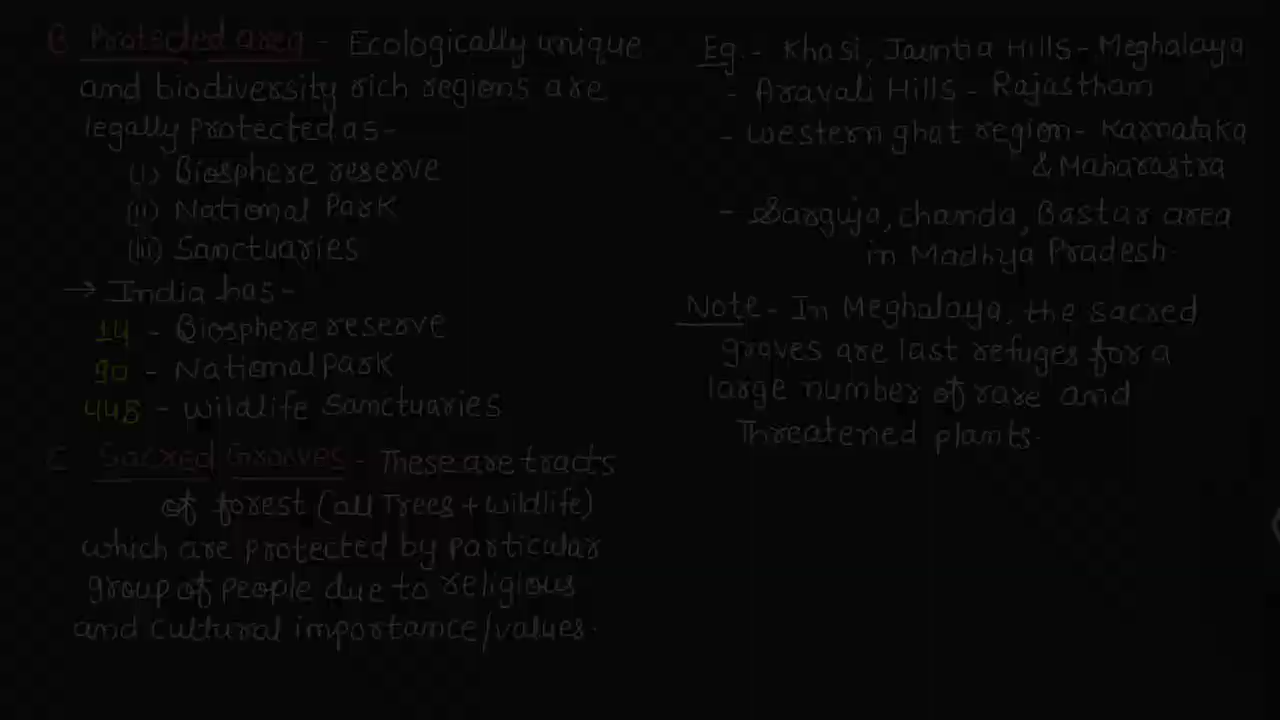 B Protected area - Ecologically unique
and biodiversity rich regions are
legally protected as -
(i) Biosphere reserve
(ii) National Park
(iii) Sanctuaries
→ India has -
14 - Biosphere reserve
90 - National Park
448 - wildlife Sanctuaries
C Sacred Grooves - These are tracts
of forest (all Trees + wildlife)
which are protected by particular
group of people due to religious
and cultural importance/values.
Eg. - Khasi, Jaintia Hills - Meghalaya
- Aravali Hills - Rajastham
- Western ghat region - Karnataka
& Maharastra
- Sarguja, chanda, Bastar area
in Madhya Pradesh.
Note - In Meghalaya, the sacred
groves are last refuges for a
large number of rare and
Threatened plants.